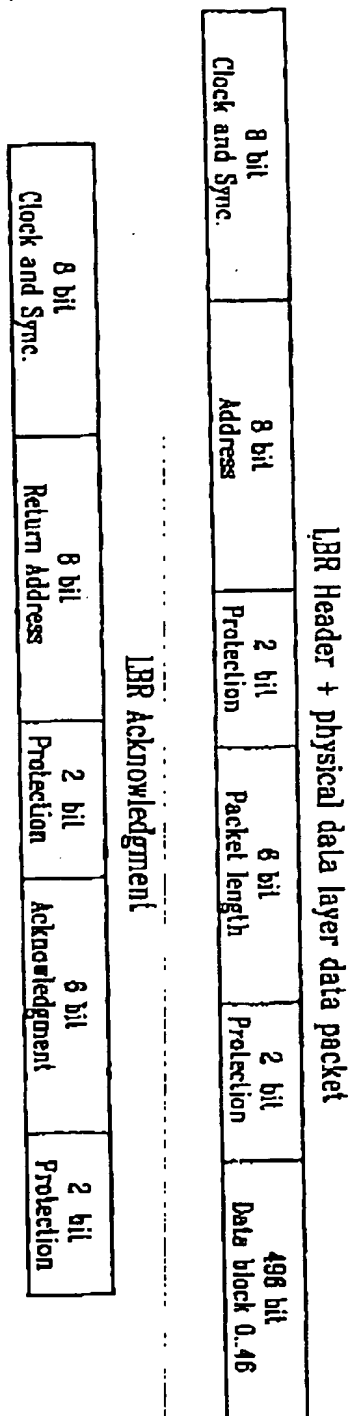 LBR Header + physical data layer data packet
8 bit
Clock and Sync.
8 bit
Address
2 bit
Protection
6 bit
Packet length
2 bit
Protection
496 bit
Data block 0..46
LBR Acknowledgment
8 bit
Clock and Sync.
8 bit
Return Address
2 bit
Protection
6 bit
Acknowledgment
2 bit
Protection